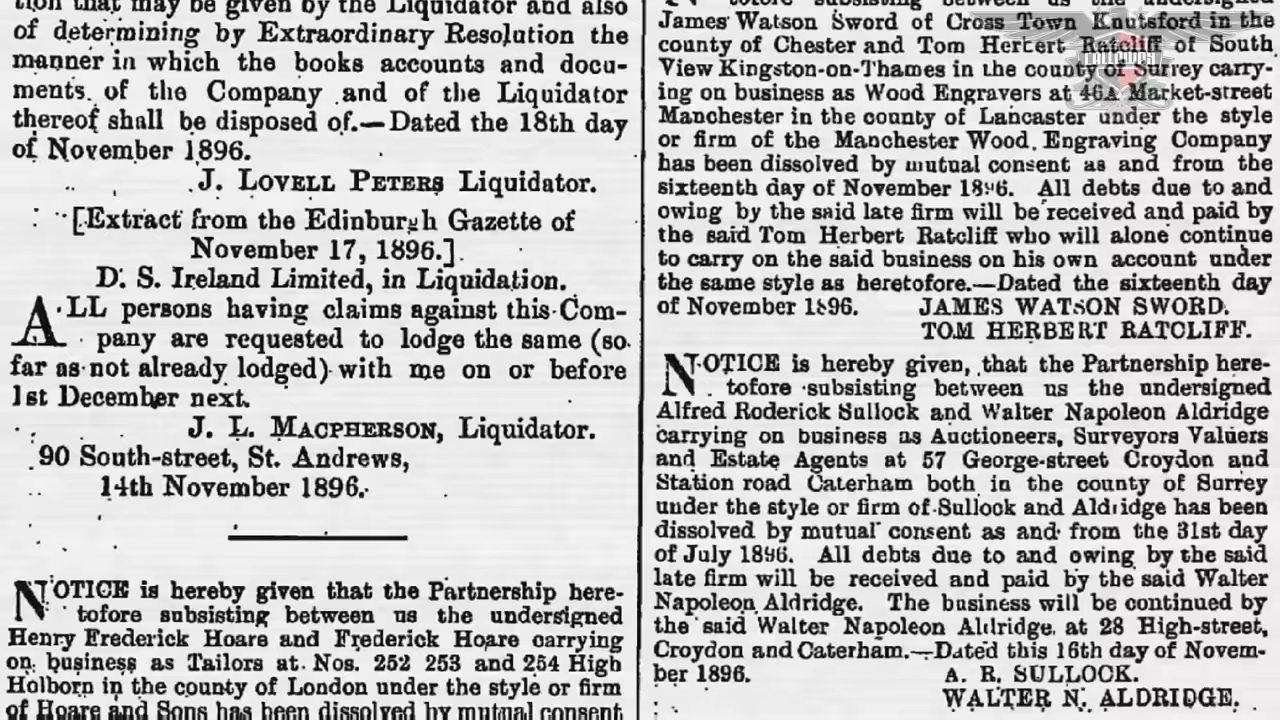 tion that may be given by the Liquidator and also
of determining by Extraordinary Resolution the
manner in which the books accounts and docu-
ments of the Company and of the Liquidator
thereof shall be disposed of.—Dated the 18th day
of November 1896.
J. LOVELL PETERS Liquidator.
[Extract from the Edinburgh Gazette of
November 17, 1896.]
D. S. Ireland Limited, in Liquidation.
ALL persons having claims against this Com-
pany are requested to lodge the same (so
far as not already lodged) with me on or before
1st December next.
J. L. MACPHERSON, Liquidator.
90 South-street, St. Andrews,
14th November 1896.
NOTICE is hereby given that the Partnership here-
tofore subsisting between us the undersigned
Henry Frederick Hoare and Frederick Hoare carrying
on business as Tailors at Nos. 252 253 and 254 High
Holborn in the county of London under the style or firm
of Hoare and Sons has been dissolved by mutual consent
tofore subsisting between us the undersigned
James Watson Sword of Cross Town Knutsford in the
county of Chester and Tom Herbert Ratcliff of South
View Kingston-on-Thames in the county of Surrey carry-
ing on business as Wood Engravers at 46A Market-street
Manchester in the county of Lancaster under the style
or firm of the Manchester Wood Engraving Company
has been dissolved by mutual consent as and from the
sixteenth day of November 1896. All debts due to and
owing by the said late firm will be received and paid by
the said Tom Herbert Ratcliff who will alone continue
to carry on the said business on his own account under
the same style as heretofore.—Dated the sixteenth day
of November 1896. JAMES WATSON SWORD.
TOM HERBERT RATCLIFF.
NOTICE is hereby given, that the Partnership here-
tofore subsisting between us the undersigned
Alfred Roderick Sullock and Walter Napoleon Aldridge
carrying on business as Auctioneers, Surveyors Valuers
and Estate Agents at 57 George-street Croydon and
Station road Caterham both in the county of Surrey
under the style or firm of Sullock and Aldridge has been
dissolved by mutual consent as and from the 31st day
of July 1896. All debts due to and owing by the said
late firm will be received and paid by the said Walter
Napoleon Aldridge. The business will be continued by
the said Walter Napoleon Aldridge at 28 High-street,
Croydon and Caterham.—Dated this 16th day of Novem-
ber 1896. A. R. SULLOCK.
WALTER N. ALDRIDGE.